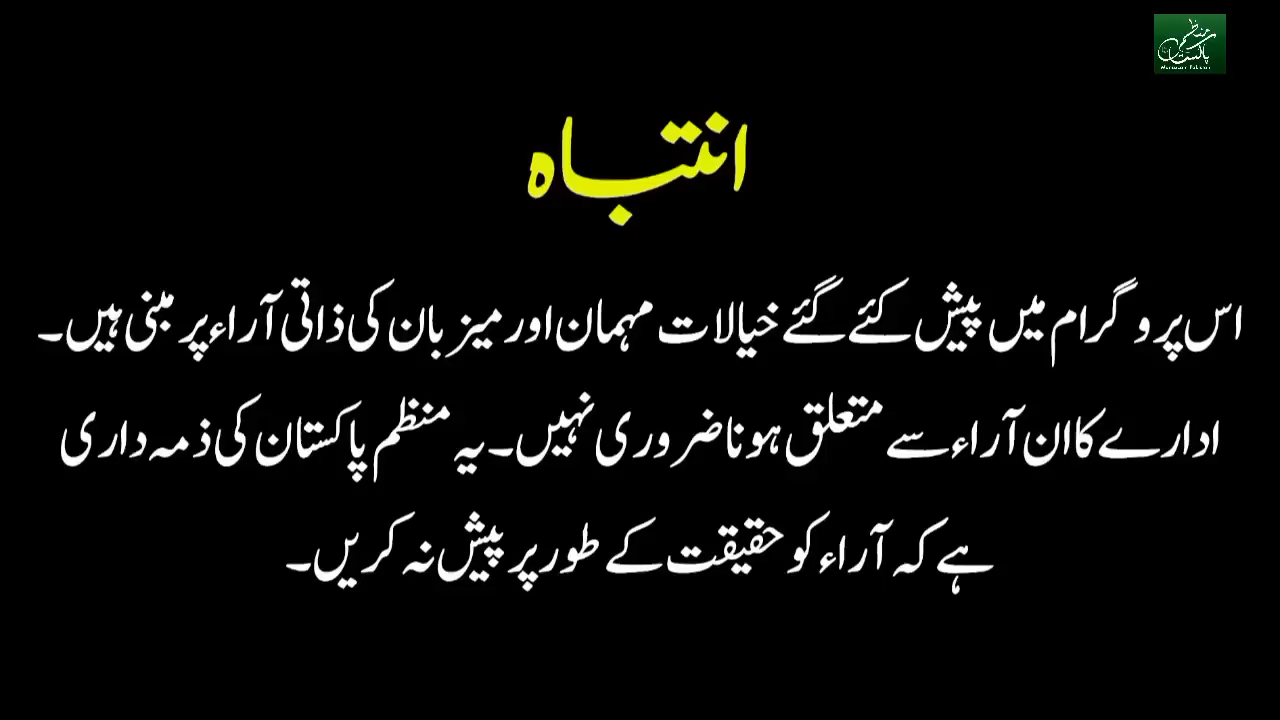 منظم پاکستان
انتباہ
اس پروگرام میں پیش کئے گئے خیالات مہمان اور میزبان کی ذاتی آراء پر مبنی ہیں۔
ادارے کا ان آراء سے متعلق ہونا ضروری نہیں۔ یہ منظم پاکستان کی ذمہ داری
ہے کہ آراء کو حقیقت کے طور پر پیش نہ کریں۔